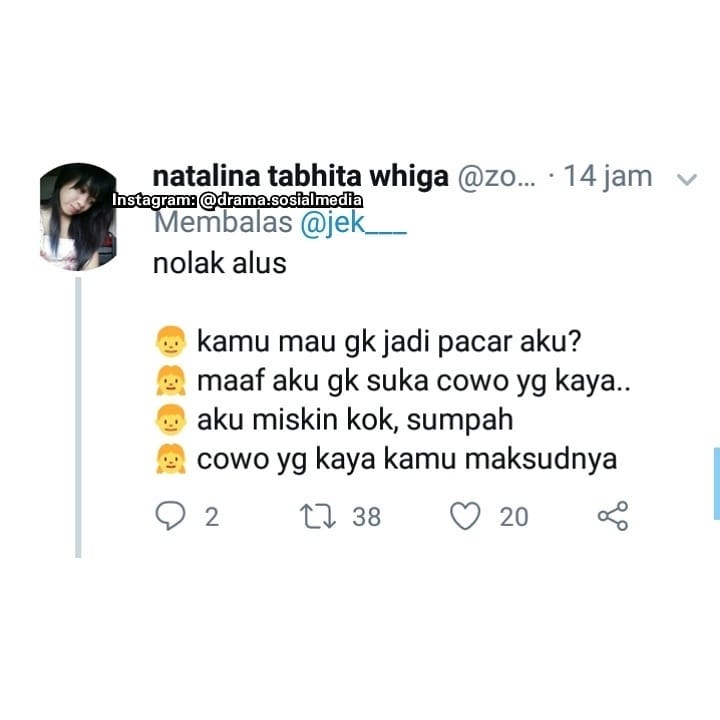 natalina tabhita whiga @zo... · 14 jam
Instagram: @drama.sosialmedia
Membalas @jek___
nolak alus
👦 kamu mau gk jadi pacar aku?
👧 maaf aku gk suka cowo yg kaya..
👦 aku miskin kok, sumpah
👧 cowo yg kaya kamu maksudnya
2 38 20